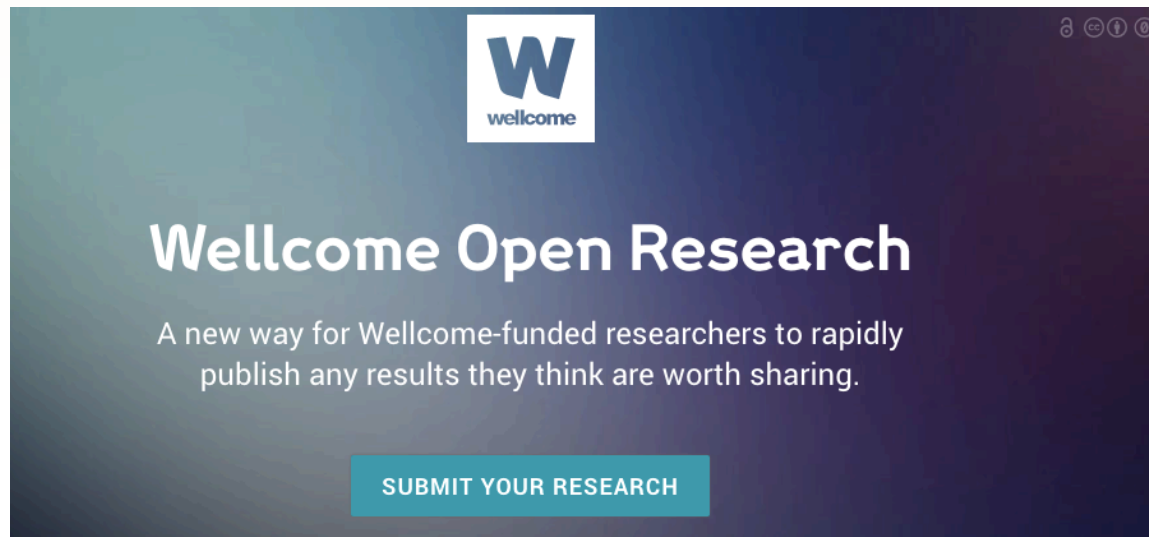 W
wellcome
Wellcome Open Research
A new way for Wellcome-funded researchers to rapidly
publish any results they think are worth sharing.
SUBMIT YOUR RESEARCH